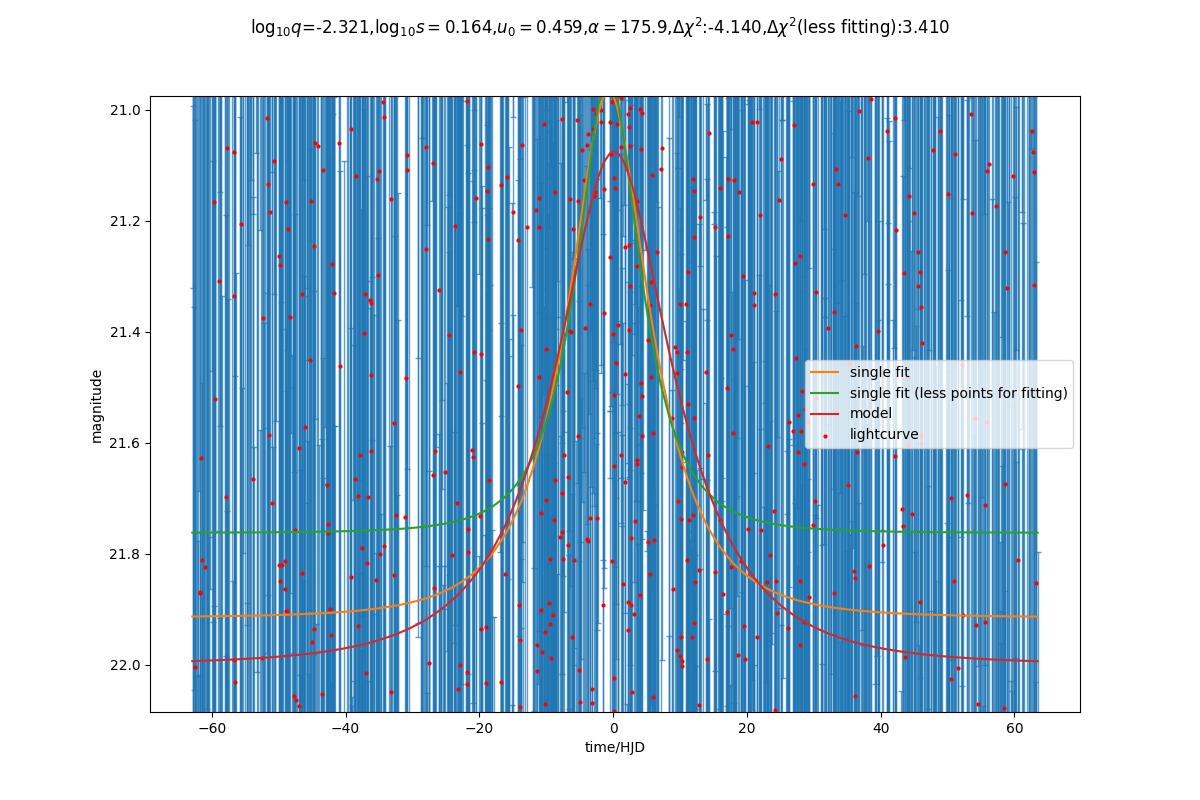 log₁₀q=-2.321,log₁₀s = 0.164,u₀ = 0.459,α = 175.9,Δχ²:-4.140,Δχ²(less fitting):3.410
21.0
21.2
21.4
21.6
21.8
22.0
magnitude
single fit
single fit (less points for fitting)
model
lightcurve
−60
−40
−20
0
20
40
60
time/HJD